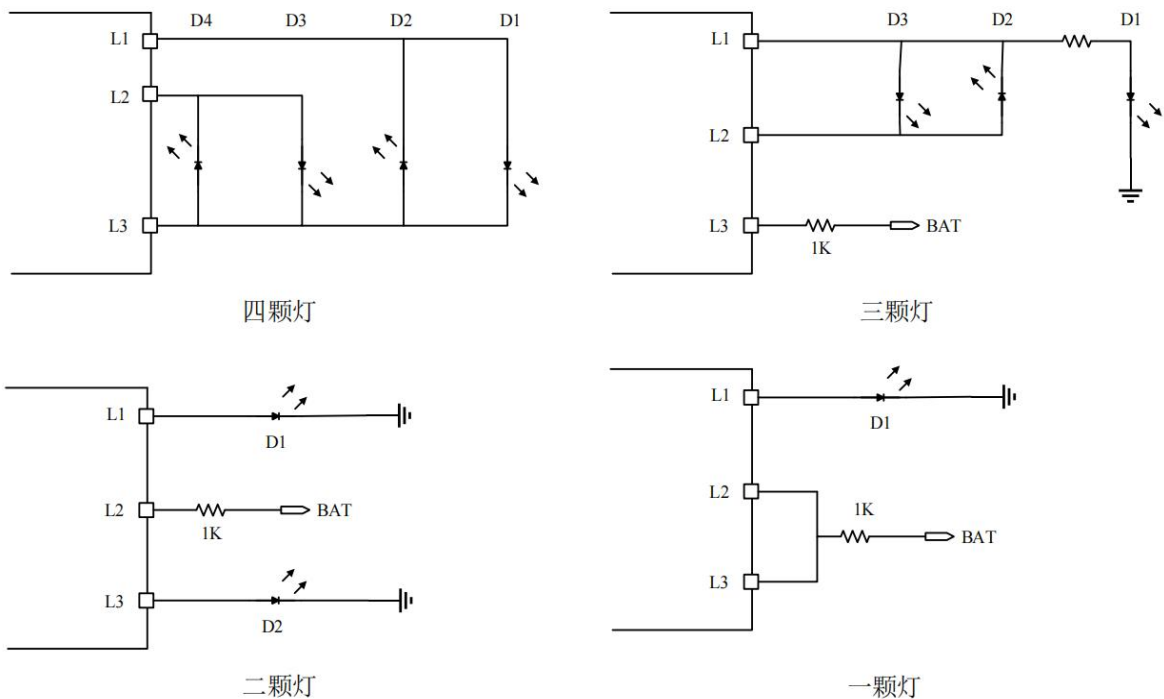 D4 D3 D2 D1
L1
L2
L3
四颗灯
D3 D2 D1
L1
L2
L3
1K
BAT
三颗灯
L1
D1
L2
1K
BAT
L3
D2
二颗灯
L1
D1
L2
1K
BAT
L3
一颗灯